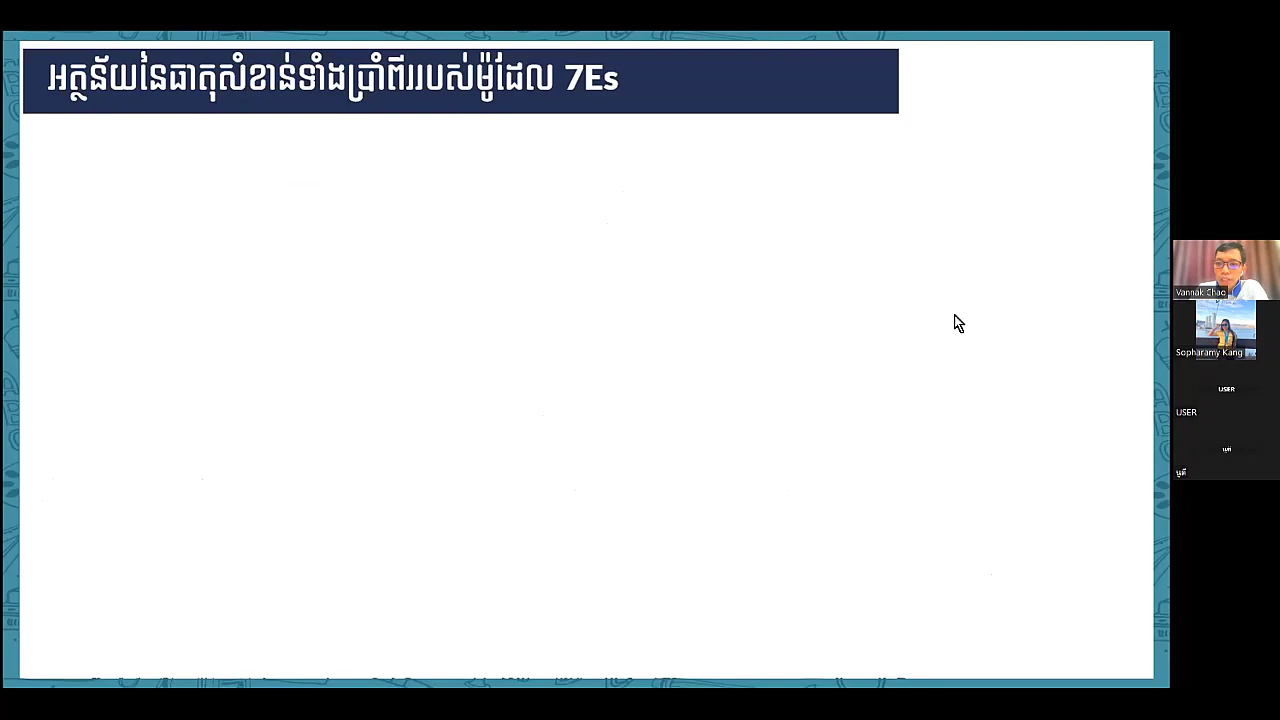 អត្ថន័យនៃធាតុសំខាន់ទាំងប្រាំពីររបស់ម៉ូដែល 7Es
Vannak Chao
Sopharamy Kang
USER
USER